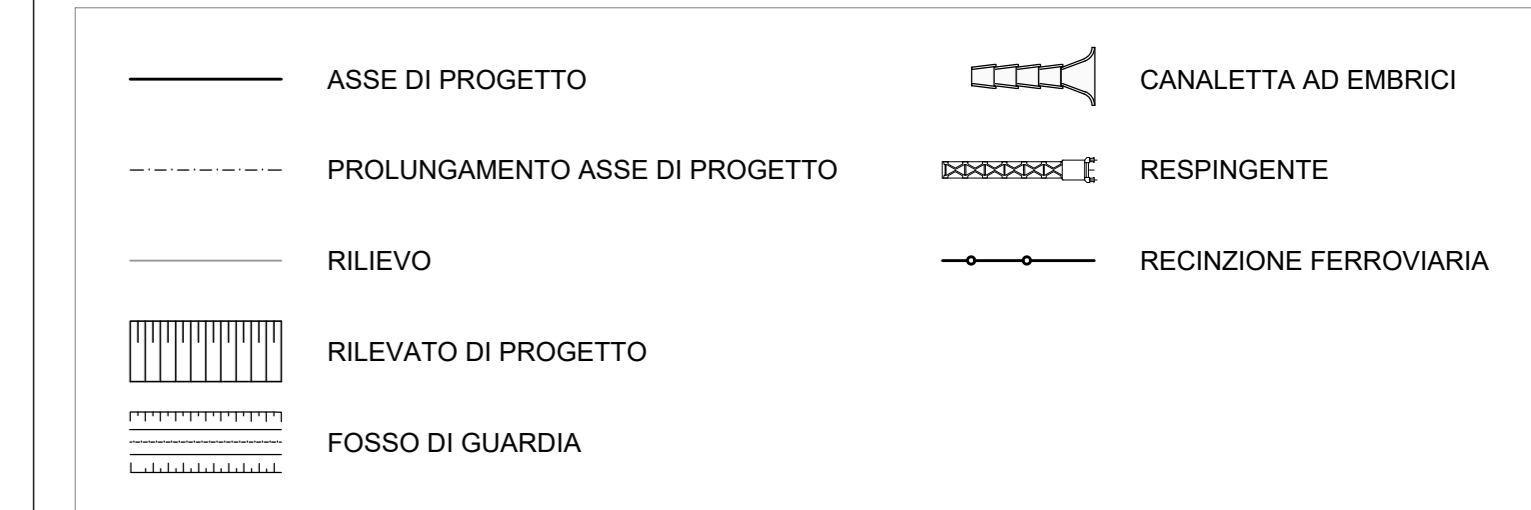 ASSE DI PROGETTO
PROLUNGAMENTO ASSE DI PROGETTO
RILIEVO
RILEVATO DI PROGETTO
FOSSO DI GUARDIA
CANALETTA AD EMBRICI
RESPINGENTE
RECINZIONE FERROVIARIA